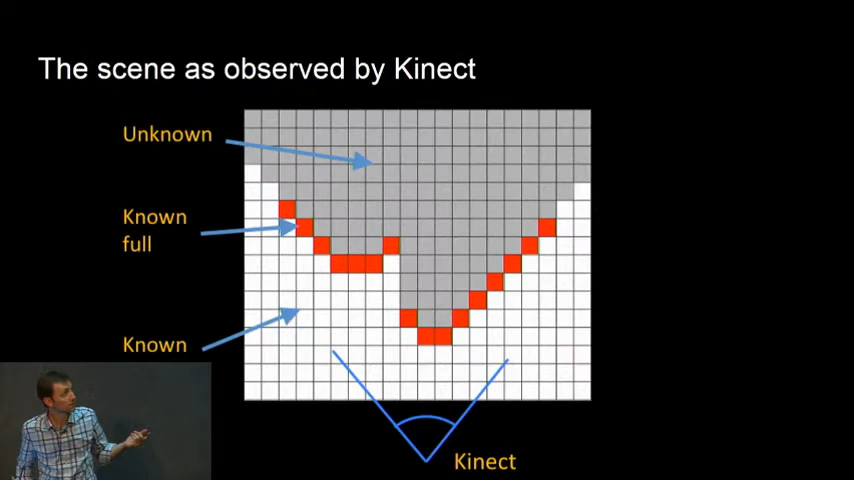 The scene as observed by Kinect
Unknown
Known
full
Known
Kinect